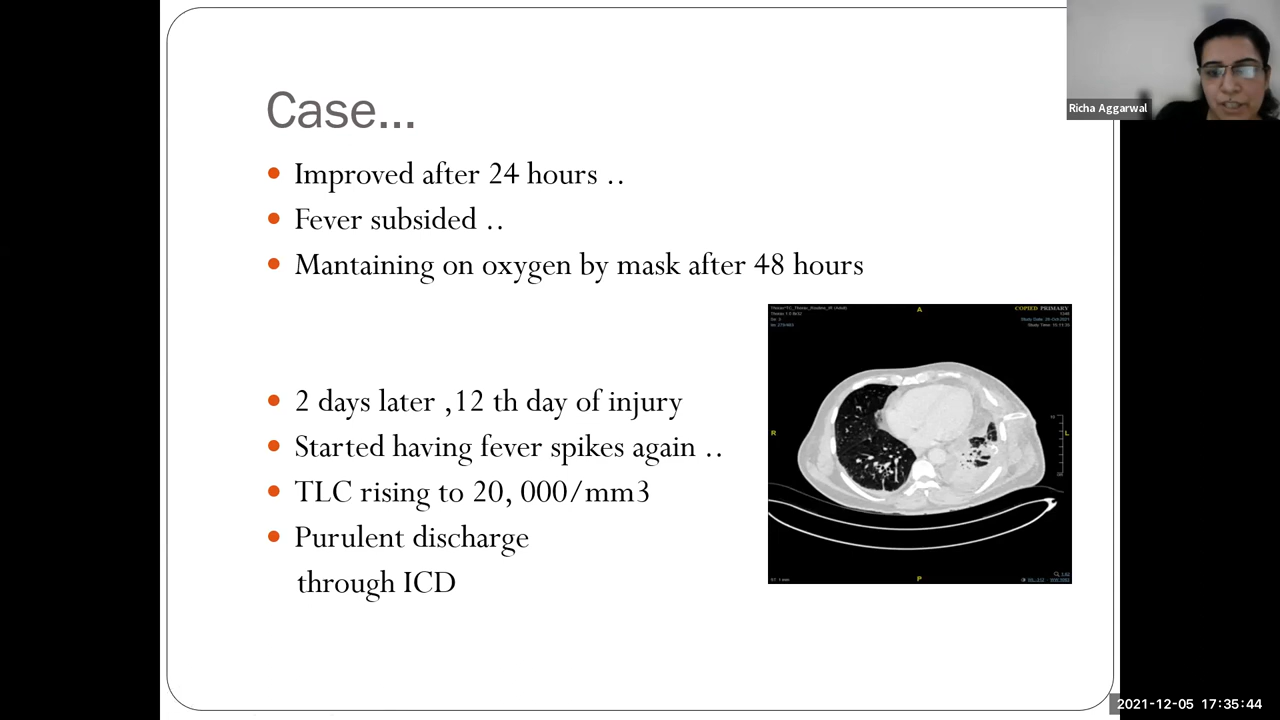 Case...
Improved after 24 hours ..
Fever subsided ..
Mantaining on oxygen by mask after 48 hours
2 days later ,12 th day of injury
Started having fever spikes again ..
TLC rising to 20, 000/mm3
Purulent discharge
through ICD
Richa Aggarwal
A
COPIED PRIMARY
R
L
P
2021-12-05 17:35:44